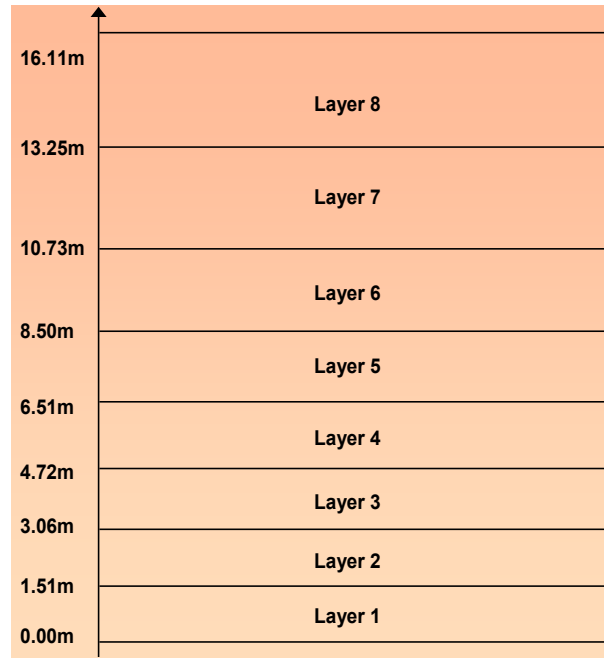 16.11m
Layer 8
13.25m
Layer 7
10.73m
Layer 6
8.50m
Layer 5
6.51m
Layer 4
4.72m
Layer 3
3.06m
Layer 2
1.51m
Layer 1
0.00m